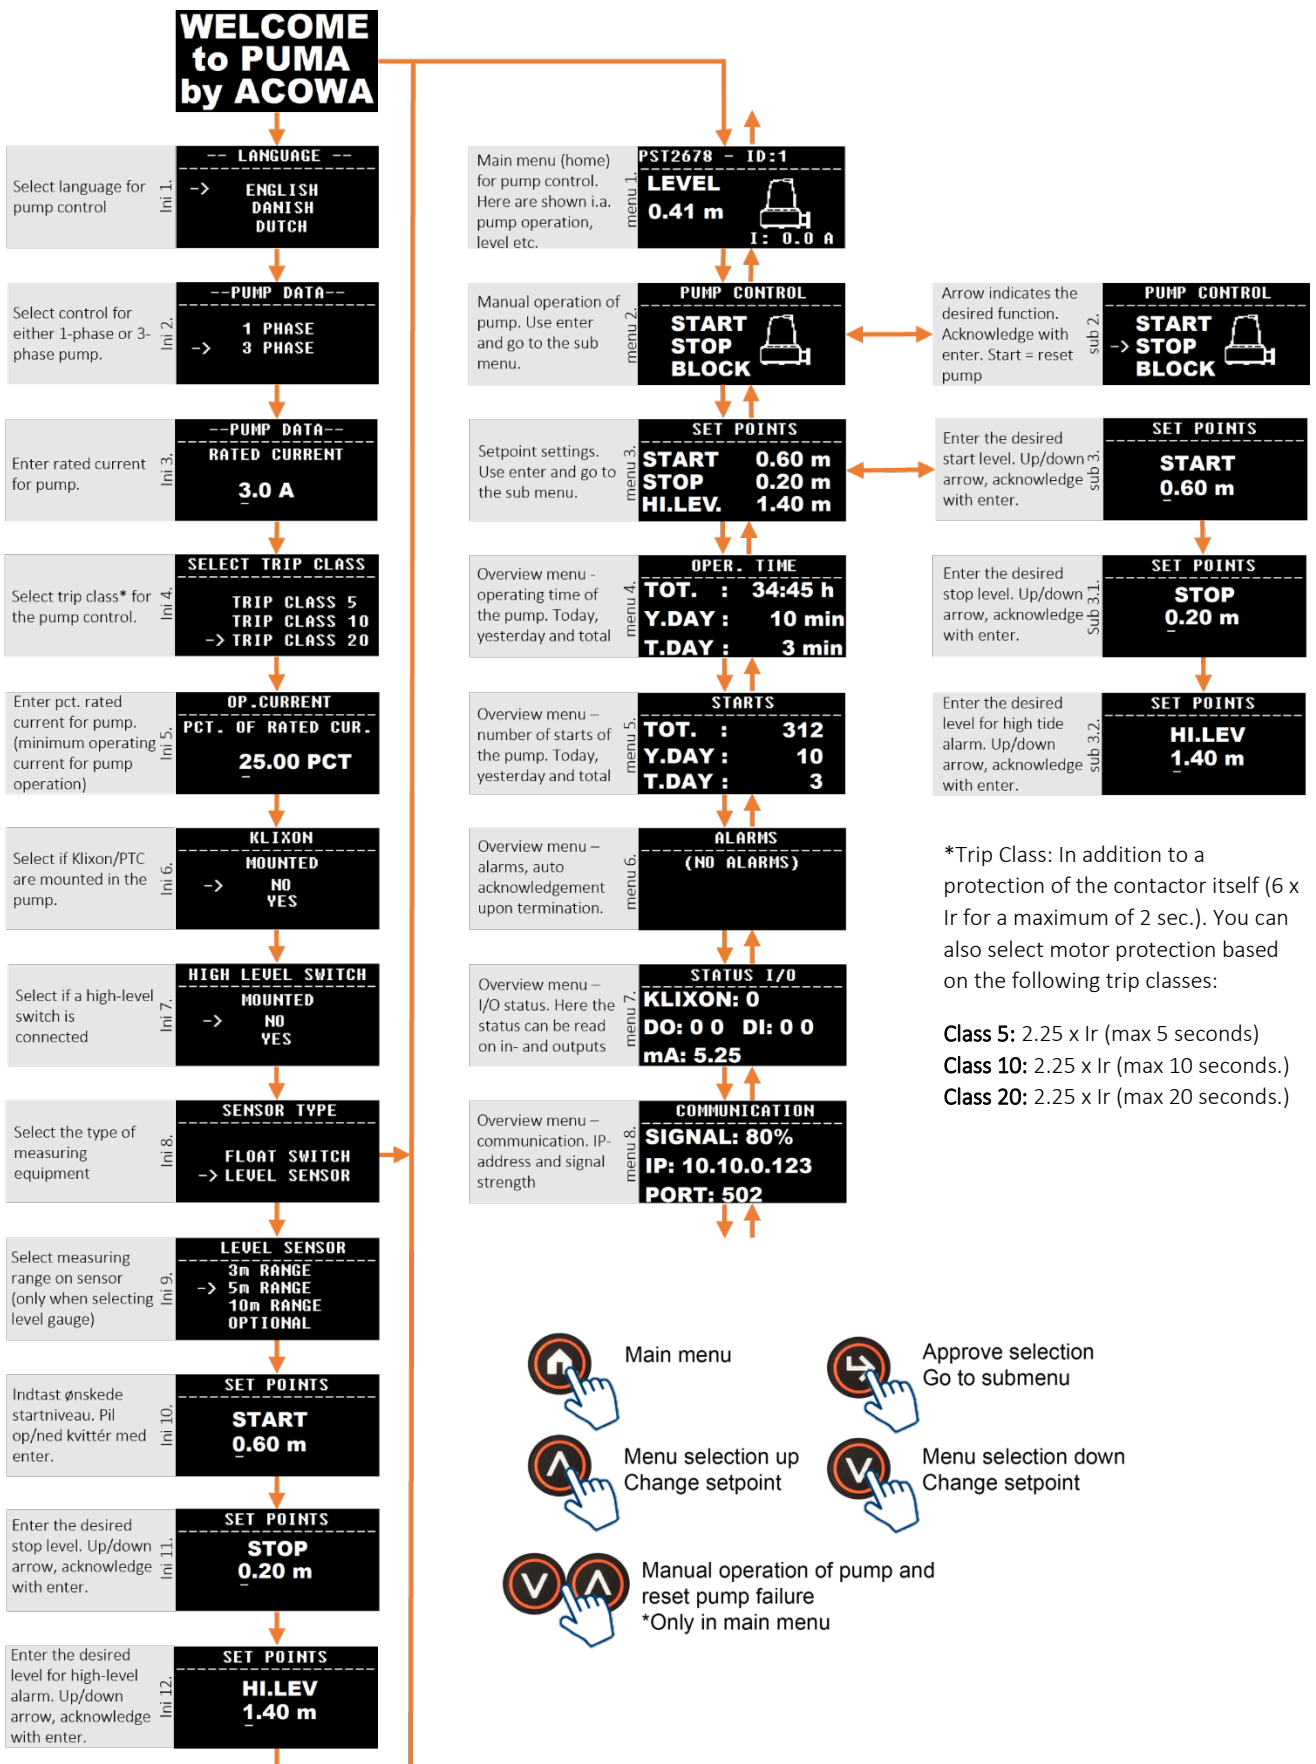 WELCOME
to PUMA
by ACOWA
Select language for
pump control
Ini 1.
-- LANGUAGE --
-> ENGLISH
DANISH
DUTCH
Select control for
either 1-phase or 3-
phase pump.
Ini 2.
--PUMP DATA--
1 PHASE
-> 3 PHASE
Enter rated current
for pump.
Ini 3.
--PUMP DATA--
RATED CURRENT
3.0 A
Select trip class* for
the pump control.
Ini 4.
SELECT TRIP CLASS
TRIP CLASS 5
TRIP CLASS 10
-> TRIP CLASS 20
Enter pct. rated
current for pump.
(minimum operating
current for pump
operation)
Ini 5.
OP.CURRENT
PCT. OF RATED CUR.
25.00 PCT
Select if Klixon/PTC
are mounted in the
pump.
Ini 6.
KLIXON
MOUNTED
-> NO
YES
Select if a high-level
switch is
connected
Ini 7.
HIGH LEVEL SWITCH
MOUNTED
-> NO
YES
Select the type of
measuring
equipment
Ini 8.
SENSOR TYPE
FLOAT SWITCH
-> LEVEL SENSOR
Select measuring
range on sensor
(only when selecting
level gauge)
Ini 9.
LEVEL SENSOR
3m RANGE
-> 5m RANGE
10m RANGE
OPTIONAL
Indtast ønskede
startniveau. Pil
op/ned kvittér med
enter.
Ini 10.
SET POINTS
START
0.60 m
Enter the desired
stop level. Up/down
arrow, acknowledge
with enter.
Ini 11.
SET POINTS
STOP
0.20 m
Enter the desired
level for high-level
alarm. Up/down
arrow, acknowledge
with enter.
Ini 12.
SET POINTS
HI.LEV
1.40 m
Main menu (home)
for pump control.
Here are shown i.a.
pump operation,
level etc.
menu 1.
PST2678 - ID:1
LEVEL
0.41 m
I: 0.0 A
Manual operation of
pump. Use enter
and go to the sub
menu.
menu 2.
PUMP CONTROL
START
STOP
BLOCK
Setpoint settings.
Use enter and go to
the sub menu.
menu 3.
SET POINTS
START 0.60 m
STOP 0.20 m
HI.LEV. 1.40 m
Overview menu -
operating time of
the pump. Today,
yesterday and total
menu 4.
OPER. TIME
TOT. : 34:45 h
Y.DAY : 10 min
T.DAY : 3 min
Overview menu –
number of starts of
the pump. Today,
yesterday and total
menu 5.
STARTS
TOT. : 312
Y.DAY : 10
T.DAY : 3
Overview menu –
alarms, auto
acknowledgement
upon termination.
menu 6.
ALARMS
(NO ALARMS)
Overview menu –
I/O status. Here the
status can be read
on in- and outputs
menu 7.
STATUS I/O
KLIXON: 0
DO: 0 0 DI: 0 0
mA: 5.25
Overview menu –
communication. IP-
address and signal
strength
menu 8.
COMMUNICATION
SIGNAL: 80%
IP: 10.10.0.123
PORT: 502
Arrow indicates the
desired function.
Acknowledge with
enter. Start = reset
pump
sub 2.
PUMP CONTROL
START
-> STOP
BLOCK
Enter the desired
start level. Up/down
arrow, acknowledge
with enter.
sub 3.
SET POINTS
START
0.60 m
Enter the desired
stop level. Up/down
arrow, acknowledge
with enter.
Sub 3.1.
SET POINTS
STOP
0.20 m
Enter the desired
level for high tide
alarm. Up/down
arrow, acknowledge
with enter.
sub 3.2.
SET POINTS
HI.LEV
1.40 m
*Trip Class: In addition to a
protection of the contactor itself (6 x
Ir for a maximum of 2 sec.). You can
also select motor protection based
on the following trip classes:
Class 5: 2.25 x Ir (max 5 seconds)
Class 10: 2.25 x Ir (max 10 seconds.)
Class 20: 2.25 x Ir (max 20 seconds.)
Main menu
Approve selection
Go to submenu
Menu selection up
Change setpoint
Menu selection down
Change setpoint
Manual operation of pump and
reset pump failure
*Only in main menu